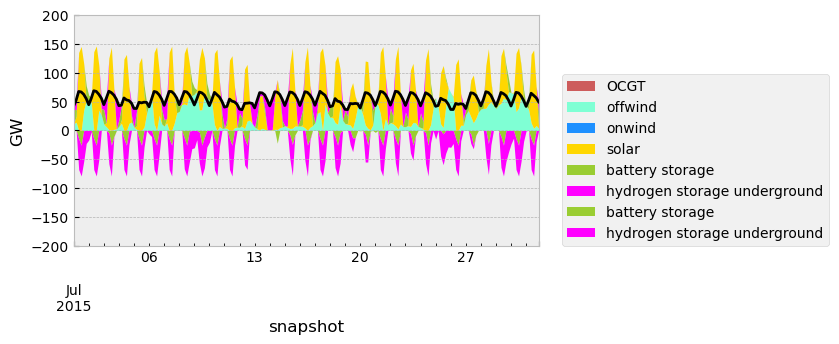 200
150
100
50
0
−50
−100
−150
−200
GW
06
13
20
27
Jul
2015
snapshot
OCGT
offwind
onwind
solar
battery storage
hydrogen storage underground
battery storage
hydrogen storage underground